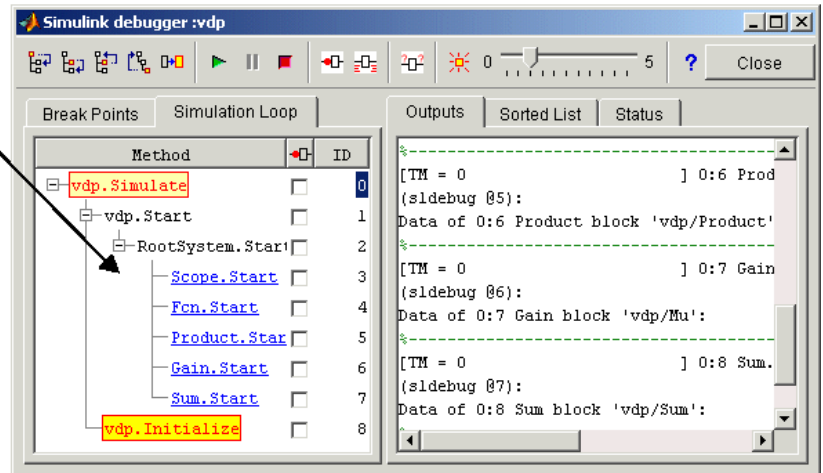 Simulink debugger :vdp
0 5 ? Close
Break Points Simulation Loop
Method ID
vdp.Simulate 0
vdp.Start 1
RootSystem.Star 2
Scope.Start 3
Fcn.Start 4
Product.Star 5
Gain.Start 6
Sum.Start 7
vdp.Initialize 8
Outputs Sorted List Status
%----------------------------------------
[TM = 0 ] 0:6 Prod
(sldebug @5):
Data of 0:6 Product block 'vdp/Product'
%----------------------------------------
[TM = 0 ] 0:7 Gain
(sldebug @6):
Data of 0:7 Gain block 'vdp/Mu':
%----------------------------------------
[TM = 0 ] 0:8 Sum.
(sldebug @7):
Data of 0:8 Sum block 'vdp/Sum':